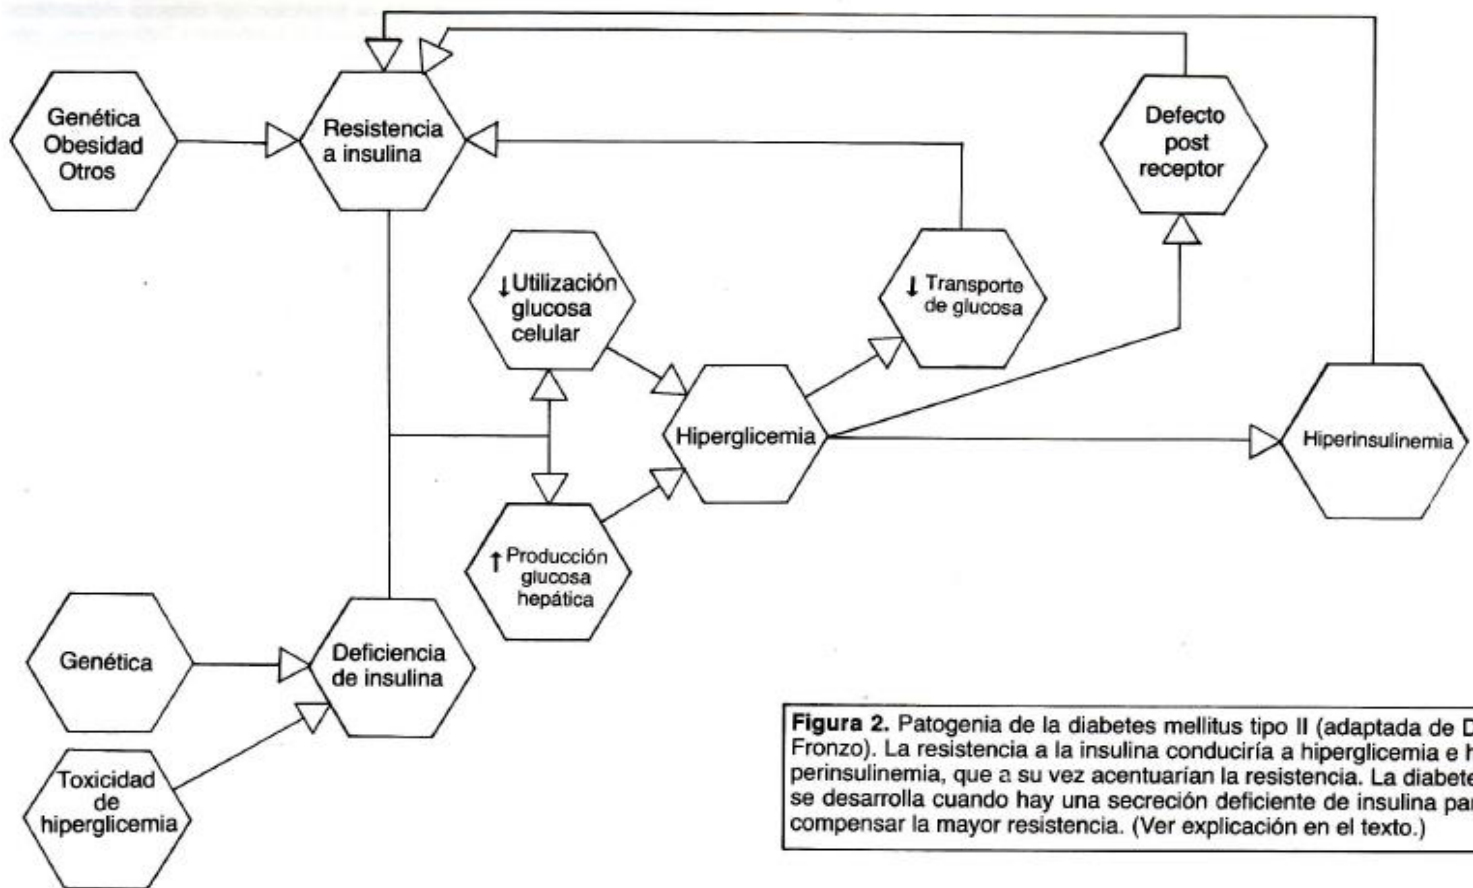 Genética
Obesidad
Otros
Resistencia
a insulina
Defecto
post
receptor
↓ Utilización
glucosa
celular
↓ Transporte
de glucosa
Hiperglicemia
Hiperinsulinemia
↑ Producción
glucosa
hepática
Genética
Deficiencia
de insulina
Toxicidad
de
hiperglicemia
Figura 2. Patogenia de la diabetes mellitus tipo II (adaptada de
Fronzo). La resistencia a la insulina conduciría a hiperglicemia e
perinsulinemia, que a su vez acentuarían la resistencia. La
se desarrolla cuando hay una secreción deficiente de insulina
compensar la mayor resistencia. (Ver explicación en el texto.)